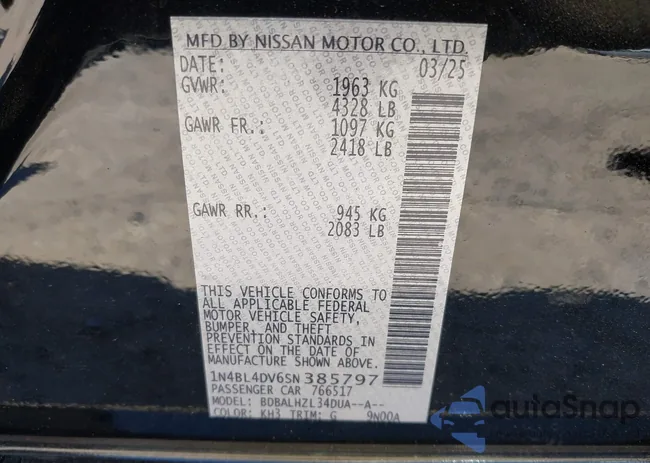 MFD BY NISSAN MOTOR CO., LTD.
DATE: 03/25
GVWR: 1963 KG
4328 LB
GAWR FR.: 1097 KG
2418 LB
GAWR RR.: 945 KG
2083 LB
THIS VEHICLE CONFORMS TO
ALL APPLICABLE FEDERAL
MOTOR VEHICLE SAFETY,
BUMPER, AND THEFT
PREVENTION STANDARDS
IN EFFECT ON THE DATE OF
MANUFACTURE SHOWN ABOVE.
1N4BL4DV6SN385797
PASSENGER CAR 766517
MODEL: BDBALHZL34DUA--A--
COLOR: KH3 TRIM: G 9N00A
autoSnap